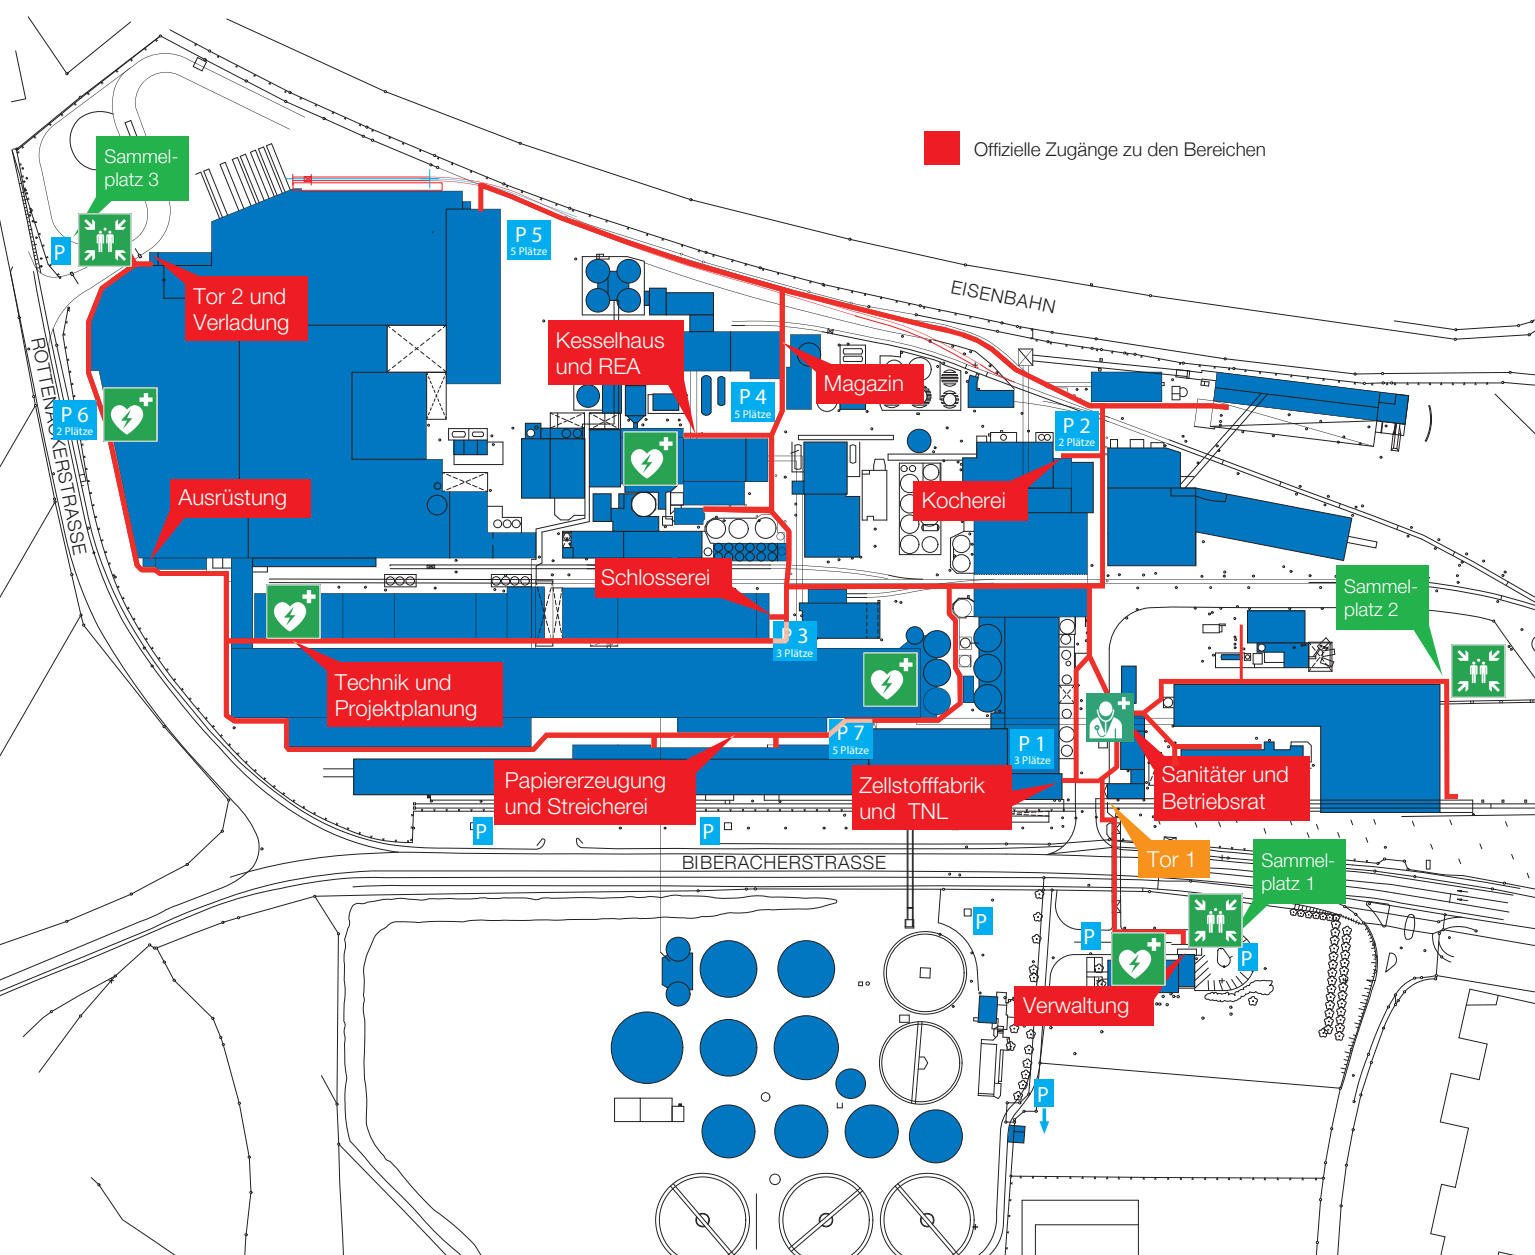 Offizielle Zugänge zu den Bereichen
Sammel-
platz 3
P
P 5
5 Plätze
Tor 2 und
Verladung
EISENBAHN
Kesselhaus
und REA
Magazin
P 4
5 Plätze
P 6
2 Plätze
P 2
2 Plätze
ROTTENACKERSTRASSE
Ausrüstung
Kocherei
Schlosserei
Sammel-
platz 2
P 3
3 Plätze
Technik und
Projektplanung
P 7
5 Plätze
P 1
3 Plätze
Papiererzeugung
und Streicherei
Zellstofffabrik
und TNL
Sanitäter und
Betriebsrat
P
P
BIBERACHERSTRASSE
Tor 1
Sammel-
platz 1
P
P
P
Verwaltung
P